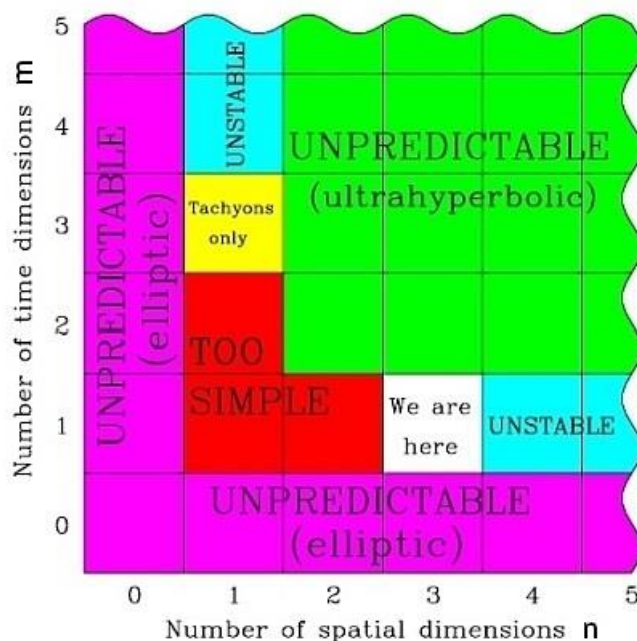 5
4
3
2
1
0
Number of time dimensions m
UNPREDICTABLE
(elliptic)
UNSTABLE
UNPREDICTABLE
(ultrahyperbolic)
Tachyons
only
TOO
SIMPLE
We are
here
UNSTABLE
UNPREDICTABLE
(elliptic)
0 1 2 3 4 5
Number of spatial dimensions n